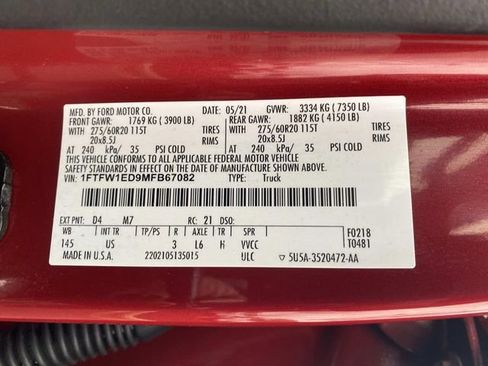 MFD. BY FORD MOTOR CO. 05/21 GVWR: 3334 KG ( 7350 LB)
FRONT GAWR: 1769 KG ( 3900 LB) REAR GAWR: 1882 KG ( 4150 LB)
WITH 275/60R20 115T TIRES WITH 275/60R20 115T TIRES
20x8.5J RIMS 20x8.5J RIMS
AT 240 kPa/ 35 PSI COLD AT 240 kPa/ 35 PSI COLD
THIS VEHICLE CONFORMS TO ALL APPLICABLE FEDERAL MOTOR VEHICLE
SAFETY STANDARDS IN EFFECT ON THE DATE OF MANUFACTURE SHOWN ABOVE.
VIN: 1FTFW1ED9MFB67082 TYPE: Truck
EXT PNT: D4 M7 RC: 21 DSO:
WB INT TR TP/PS R AXLE TR SPR F0218
145 US 3 L6 H VVCC T0481
MADE IN U.S.A. 2202105135015 ULC 5U5A-3520472-AA